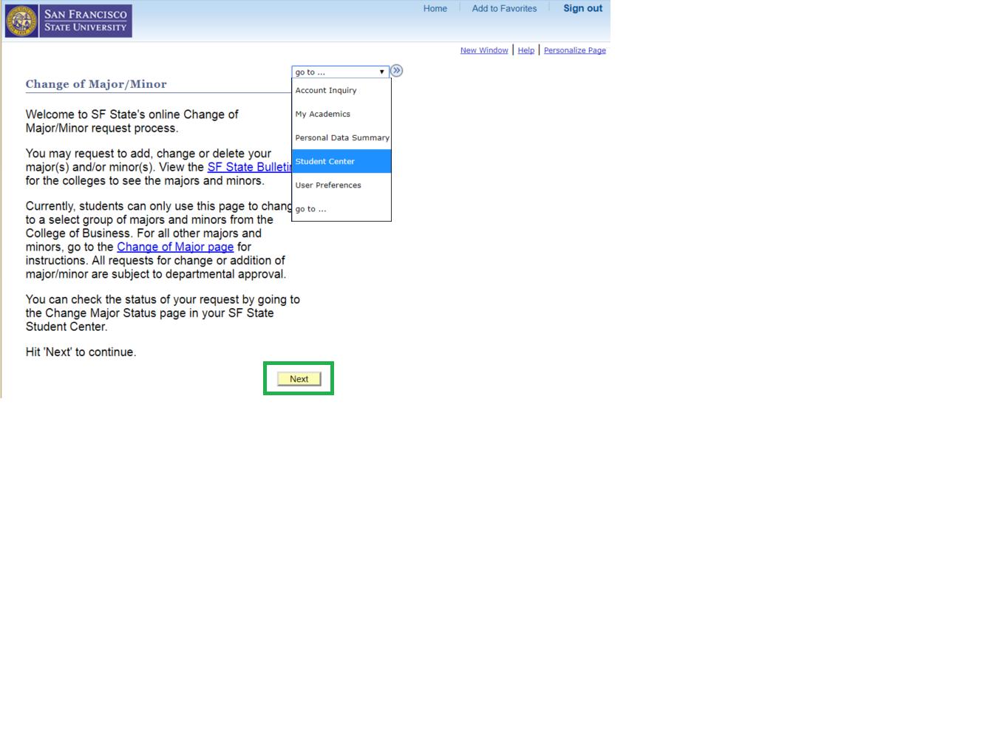 SAN FRANCISCO
STATE UNIVERSITY
Home
Add to Favorites
Sign out
New Window | Help | Personalize Page
go to ...
Change of Major/Minor
Account Inquiry
My Academics
Personal Data Summary
Student Center
User Preferences
go to ...
Welcome to SF State's online Change of
Major/Minor request process.
You may request to add, change or delete your
major(s) and/or minor(s). View the SF State Bulletin
for the colleges to see the majors and minors.
Currently, students can only use this page to chang
to a select group of majors and minors from the
College of Business. For all other majors and
minors, go to the Change of Major page for
instructions. All requests for change or addition of
major/minor are subject to departmental approval.
You can check the status of your request by going to
the Change Major Status page in your SF State
Student Center.
Hit 'Next' to continue.
Next